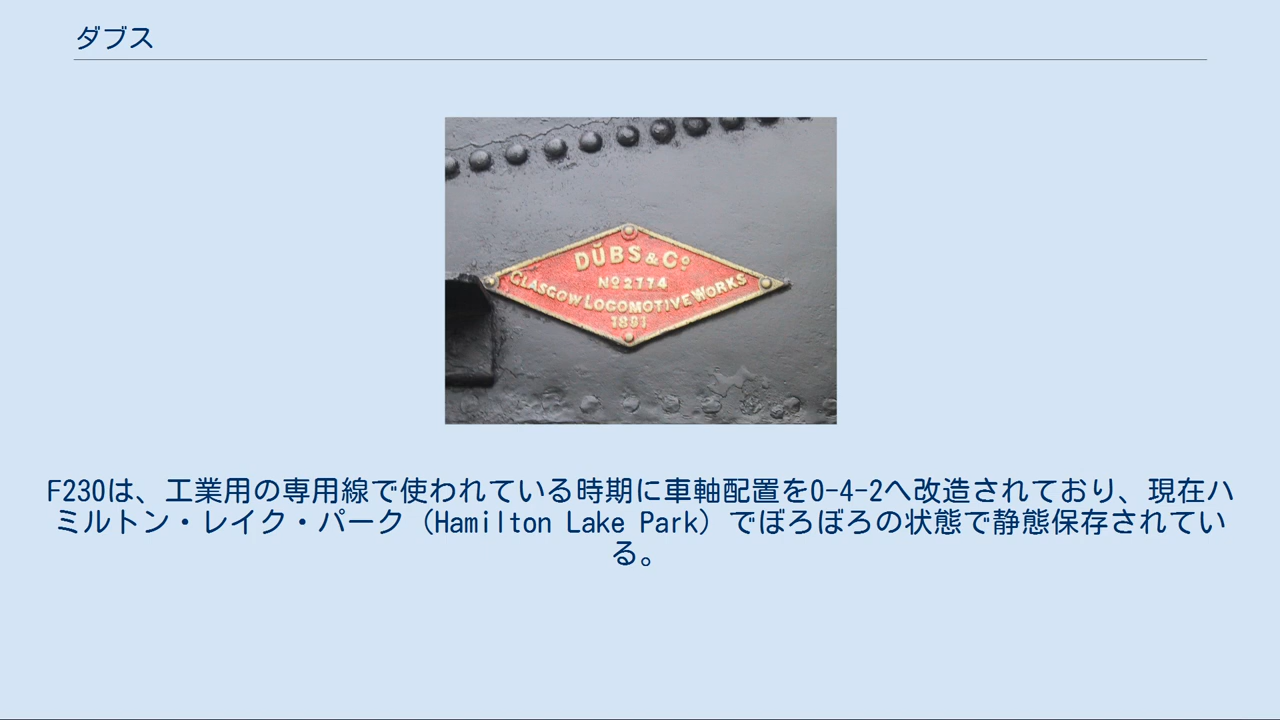 ダブス
DÜBS & Cº
Nº 2774
GLASGOW LOCOMOTIVE WORKS
1891
F230は、工業用の専用線で使われている時期に車軸配置を0-4-2へ改造されており、現在ハ
ミルトン・レイク・パーク（Hamilton Lake Park）でぼろぼろの状態で静態保存されてい
る。